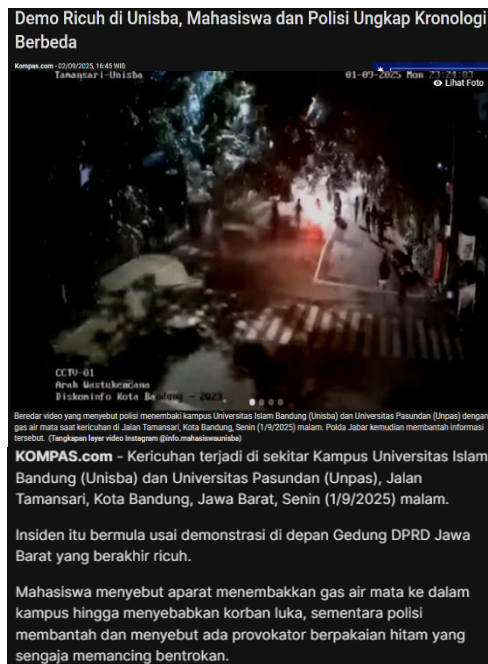 Demo Ricuh di Unisba, Mahasiswa dan Polisi Ungkap Kronologi
Berbeda
Kompas.com - 02/09/2025, 16:45 WIB
Tamansari-Unisba
01-09-2025 Mon 23:24:03
Lihat Foto
CCTV-01
Arah Wastukencana
Diskominfo Kota Bandung - 2023
Beredar video yang menyebut polisi menembaki kampus Universitas Islam Bandung (Unisba) dan Universitas Pasundan (Unpas) dengan
gas air mata saat kericuhan di Jalan Tamansari, Kota Bandung, Senin (1/9/2025) malam. Polda Jabar kemudian membantah informasi
tersebut. (Tangkapan layar video Instagram @info.mahasiswaunisba)
KOMPAS.com - Kericuhan terjadi di sekitar Kampus Universitas Islam
Bandung (Unisba) dan Universitas Pasundan (Unpas), Jalan
Tamansari, Kota Bandung, Jawa Barat, Senin (1/9/2025) malam.
Insiden itu bermula usai demonstrasi di depan Gedung DPRD Jawa
Barat yang berakhir ricuh.
Mahasiswa menyebut aparat menembakkan gas air mata ke dalam
kampus hingga menyebabkan korban luka, sementara polisi
membantah dan menyebut ada provokator berpakaian hitam yang
sengaja memancing bentrokan.